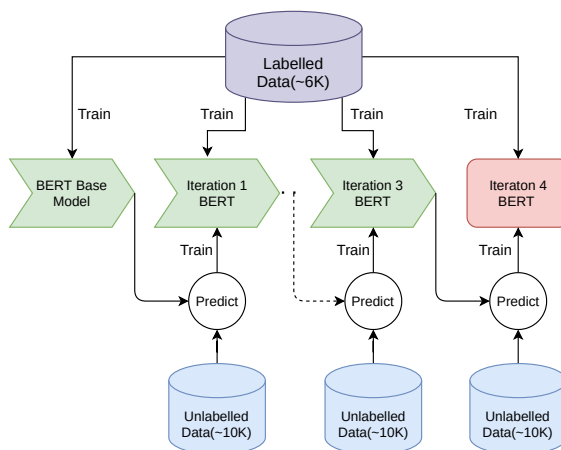 Labelled
Data(~6K)
Train
Train
Train
Train
BERT Base
Model
Iteration 1
BERT
Iteration 3
BERT
Iteraton 4
BERT
Train
Train
Train
Predict
Predict
Predict
Unlabelled
Data(~10K)
Unlabelled
Data(~10K)
Unlabelled
Data(~10K)